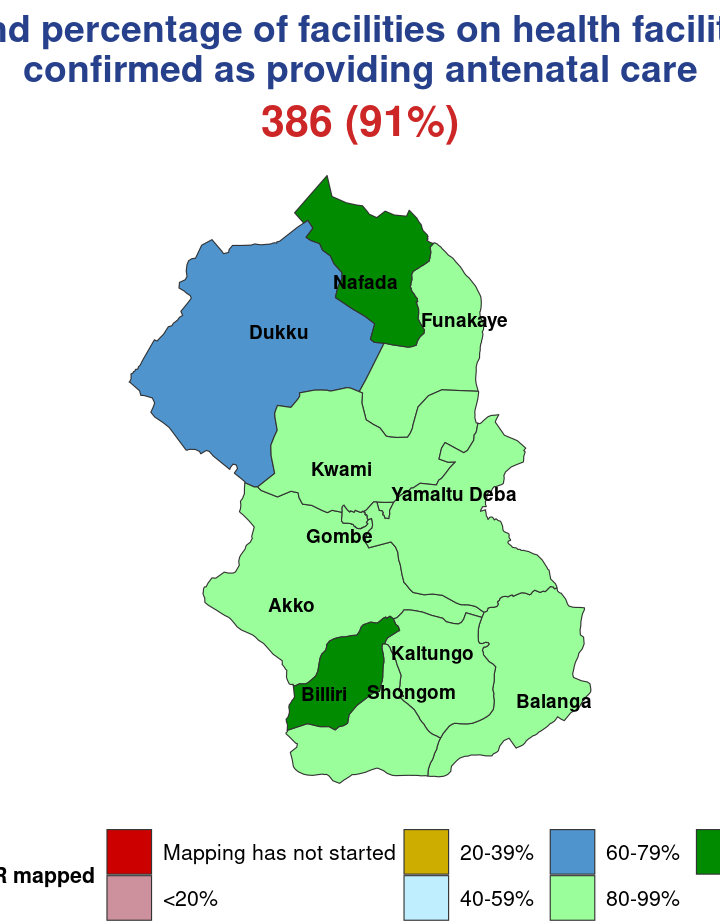 percentage of facilities on health
confirmed as providing antenatal care
386 (91%)
Nafada
Funakaye
Dukku
Kwami
Yamaltu Deba
Gombe
Akko
Kaltungo
Billiri
Shongom
Balanga
Mapping has not started
20-39%
60-79%
mapped
<20%
40-59%
80-99%